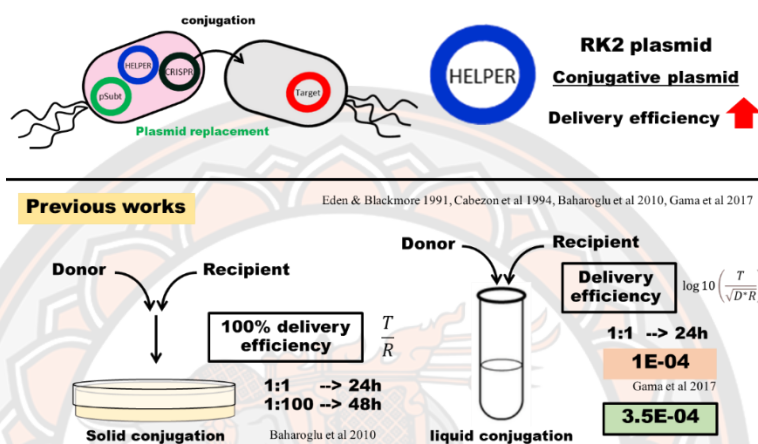 conjugation
HELPER
CRISPR
pSubt
Target
Plasmid replacement
HELPER
RK2 plasmid
Conjugative plasmid
Delivery efficiency
Previous works
Eden & Blackmore 1991, Cabezon et al 1994, Baharoglu et al 2010, Gama et al 2017
Donor
Recipient
100% delivery
efficiency
T
R
1:1 --> 24h
1:100 --> 48h
Solid conjugation
Baharoglu et al 2010
Donor
Recipient
Delivery
efficiency
log 10 (T / √D*R)
1:1 --> 24h
1E-04
Gama et al 2017
3.5E-04
liquid conjugation